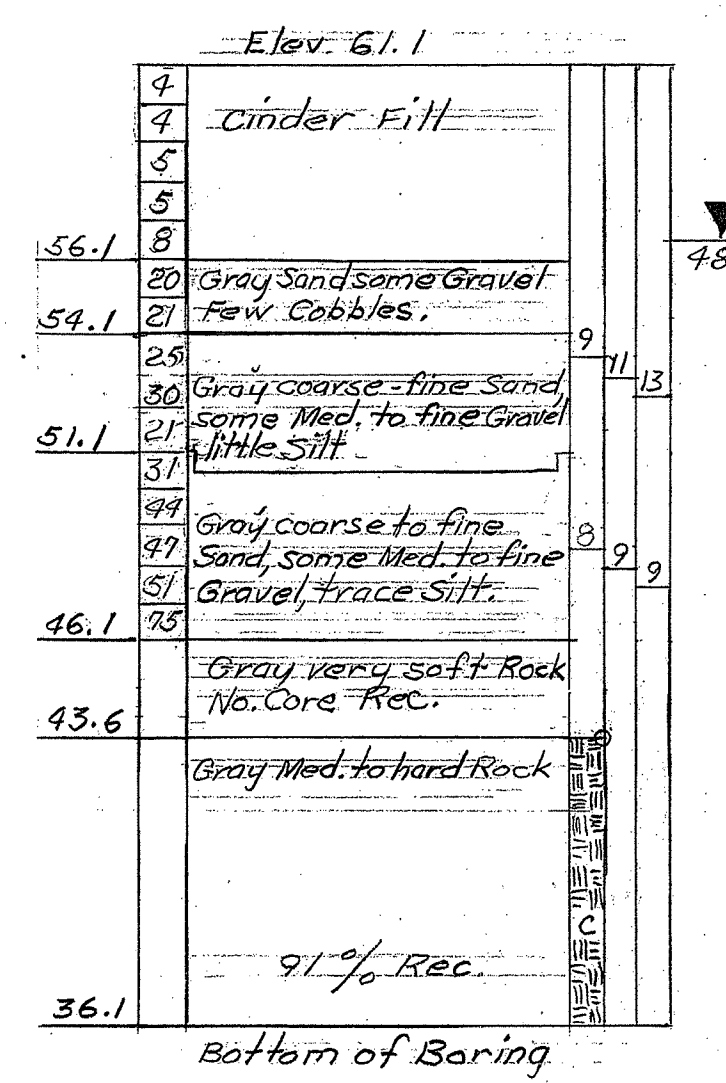 Elev. 61.1
4
4 Cinder Fill
5
5
56.1 8
48
20 Gray Sand some Gravel
54.1 21 Few Cobbles.
9
25 11
30 Gray coarse-fine Sand, 13
21 some Med. to fine Gravel
51.1 little Silt
31
44 Gray coarse to fine 8
47 Sand, some Med. to fine 9
51 Gravel, trace Silt. 9
46.1 75
Gray very soft Rock
No. Core Rec.
43.6
Gray Med. to hard Rock
C
91% Rec.
36.1
Bottom of Boring